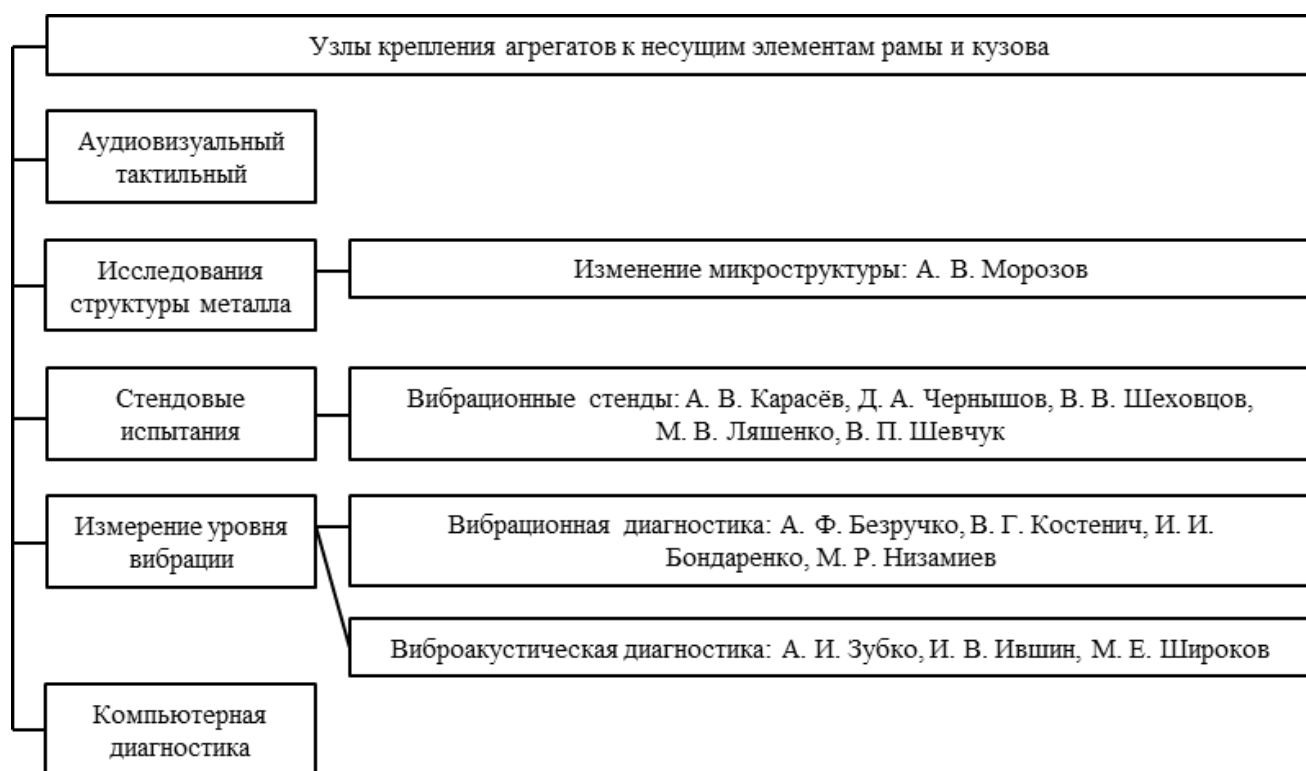 Узлы крепления агрегатов к несущим элементам рамы и кузова
Аудиовизуальный
тактильный
Исследования
структуры металла
Изменение микроструктуры: А. В. Морозов
Стендовые
испытания
Вибрационные стенды: А. В. Карасёв, Д. А. Чернышов, В. В. Шеховцов,
М. В. Ляшенко, В. П. Шевчук
Измерение уровня
вибрации
Вибрационная диагностика: А. Ф. Безручко, В. Г. Костенич, И. И.
Бондаренко, М. Р. Низамиев
Виброакустическая диагностика: А. И. Зубко, И. В. Ившин, М. Е. Широков
Компьютерная
диагностика